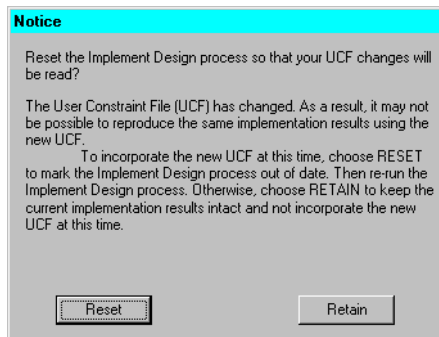 Notice
Reset the Implement Design process so that your UCF changes will
be read?
The User Constraint File (UCF) has changed. As a result, it may not
be possible to reproduce the same implementation results using the
new UCF.
To incorporate the new UCF at this time, choose RESET
to mark the Implement Design process out of date. Then re-run the
Implement Design process. Otherwise, choose RETAIN to keep the
current implementation results intact and not incorporate the new
UCF at this time.
Reset
Retain